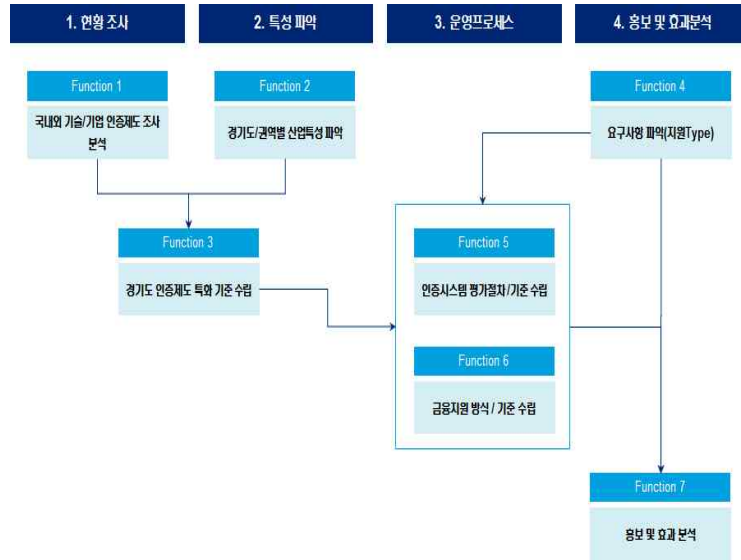 1. 현황 조사
2. 특성 파악
3. 운영프로세스
4. 홍보 및 효과분석
Function 1
국내외 기술/기업 인증제도 조사
분석
Function 2
경기도/권역별 산업특성 파악
Function 4
요구사항 파악(지원Type)
Function 3
경기도 인증제도 특화 기준 수립
Function 5
인증시스템 평가절차/기준 수립
Function 6
금융지원 방식 / 기준 수립
Function 7
홍보 및 효과 분석